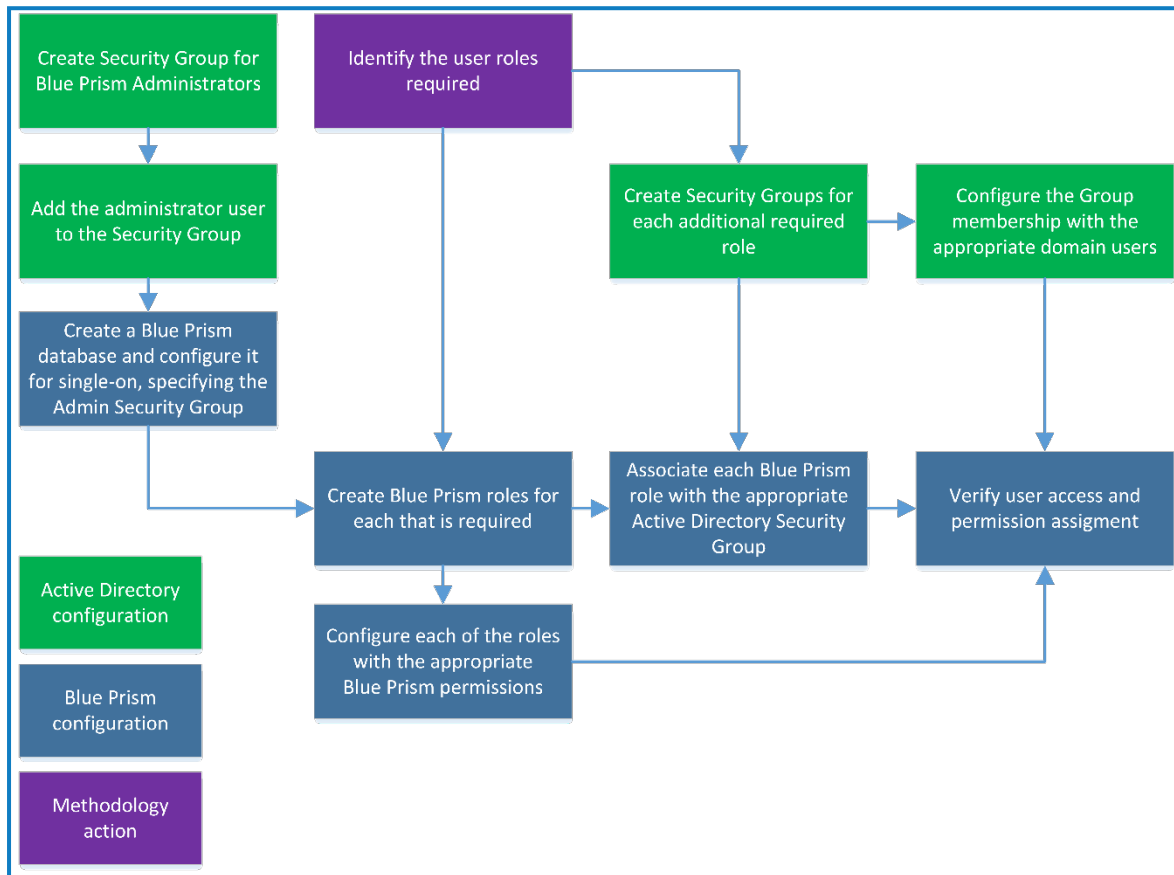 Create Security Group for
Blue Prism Administrators
Identify the user roles
required
Add the administrator user
to the Security Group
Create Security Groups for
each additional required
role
Configure the Group
membership with the
appropriate domain users
Create a Blue Prism
database and configure it
for single-on, specifying the
Admin Security Group
Create Blue Prism roles for
each that is required
Associate each Blue Prism
role with the appropriate
Active Directory Security
Group
Verify user access and
permission assigment
Configure each of the roles
with the appropriate
Blue Prism permissions
Active Directory
configuration
Blue Prism
configuration
Methodology
action